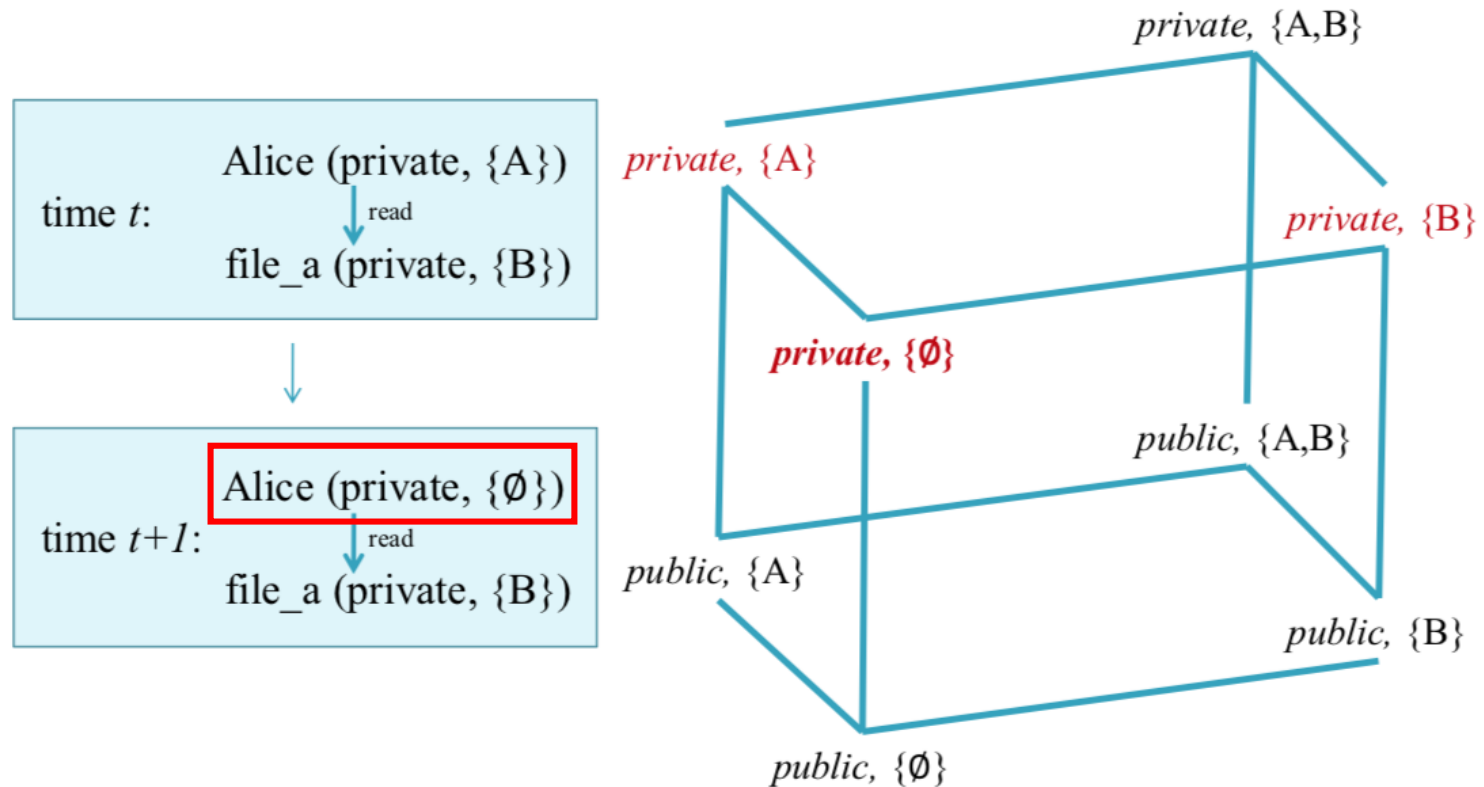 Alice (private, {A})
time t:
read
file_a (private, {B})
Alice (private, {Ø})
time t+1:
read
file_a (private, {B})
private, {A,B}
private, {A}
private, {B}
private, {Ø}
public, {A,B}
public, {A}
public, {B}
public, {Ø}